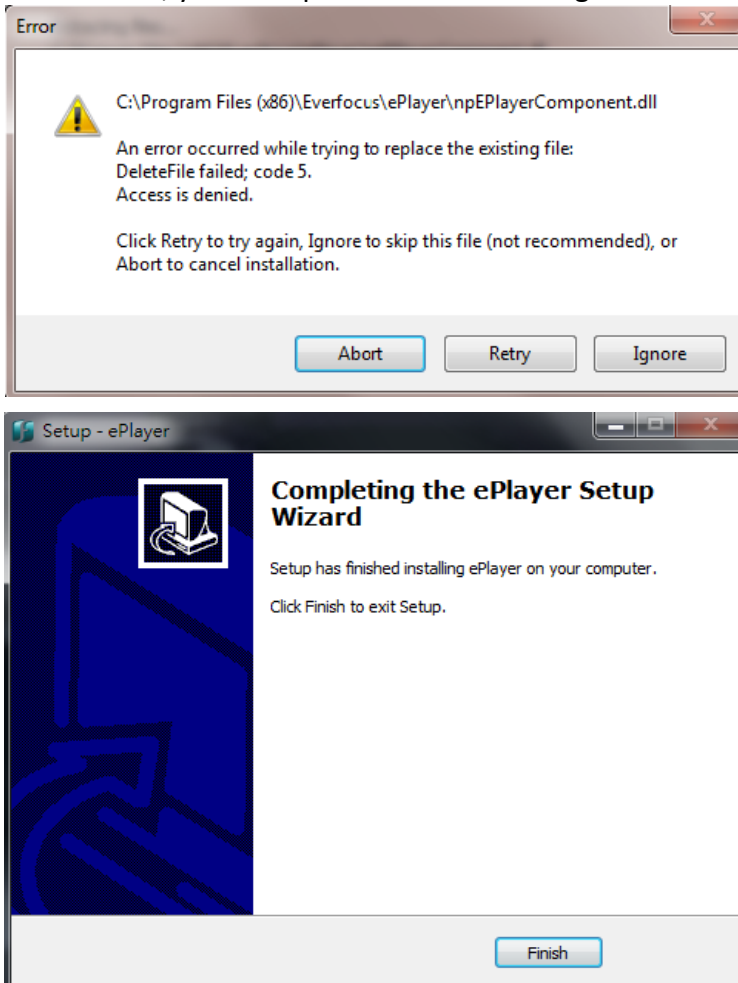 Error
C:\Program Files (x86)\Everfocus\ePlayer\npEPlayerComponent.dll
An error occurred while trying to replace the existing file:
DeleteFile failed; code 5.
Access is denied.
Click Retry to try again, Ignore to skip this file (not recommended), or
Abort to cancel installation.
Abort Retry Ignore
Setup - ePlayer
Completing the ePlayer Setup
Wizard
Setup has finished installing ePlayer on your computer.
Click Finish to exit Setup.
Finish